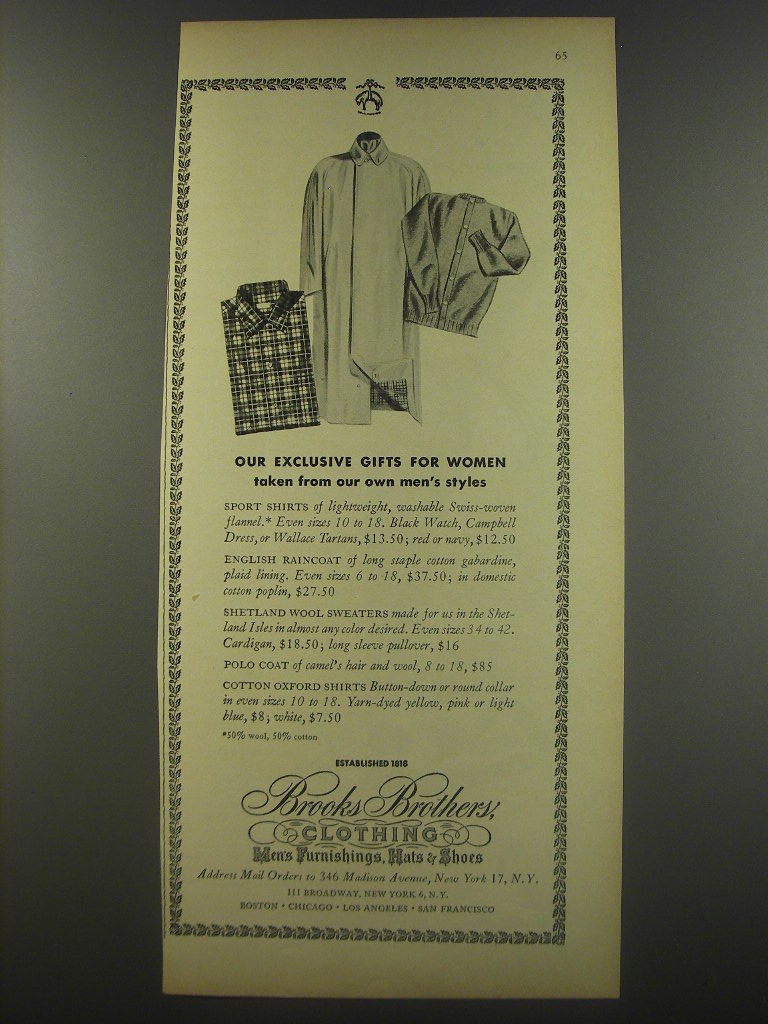 65
OUR EXCLUSIVE GIFTS FOR WOMEN
taken from our own men's styles
SPORT SHIRTS of lightweight, washable Swiss-woven
flannel.* Even sizes 10 to 18. Black Watch, Campbell
Dress, or Wallace Tartans, $13.50; red or navy, $12.50
ENGLISH RAINCOAT of long staple cotton gabardine,
plaid lining. Even sizes 6 to 18, $37.50; in domestic
cotton poplin, $27.50
SHETLAND WOOL SWEATERS made for us in the Shet-
land Isles in almost any color desired. Even sizes 34 to 42.
Cardigan, $18.50; long sleeve pullover, $16
POLO COAT of camel's hair and wool, 8 to 18, $85
COTTON OXFORD SHIRTS Button-down or round collar
in even sizes 10 to 18. Yarn-dyed yellow, pink or light
blue, $8; white, $7.50
*50% wool, 50% cotton
ESTABLISHED 1818
Brooks Brothers,
CLOTHING
Men's Furnishings, Hats & Shoes
Address Mail Orders to 346 Madison Avenue, New York 17, N.Y.
111 BROADWAY, NEW YORK 6, N.Y.
BOSTON • CHICAGO • LOS ANGELES • SAN FRANCISCO